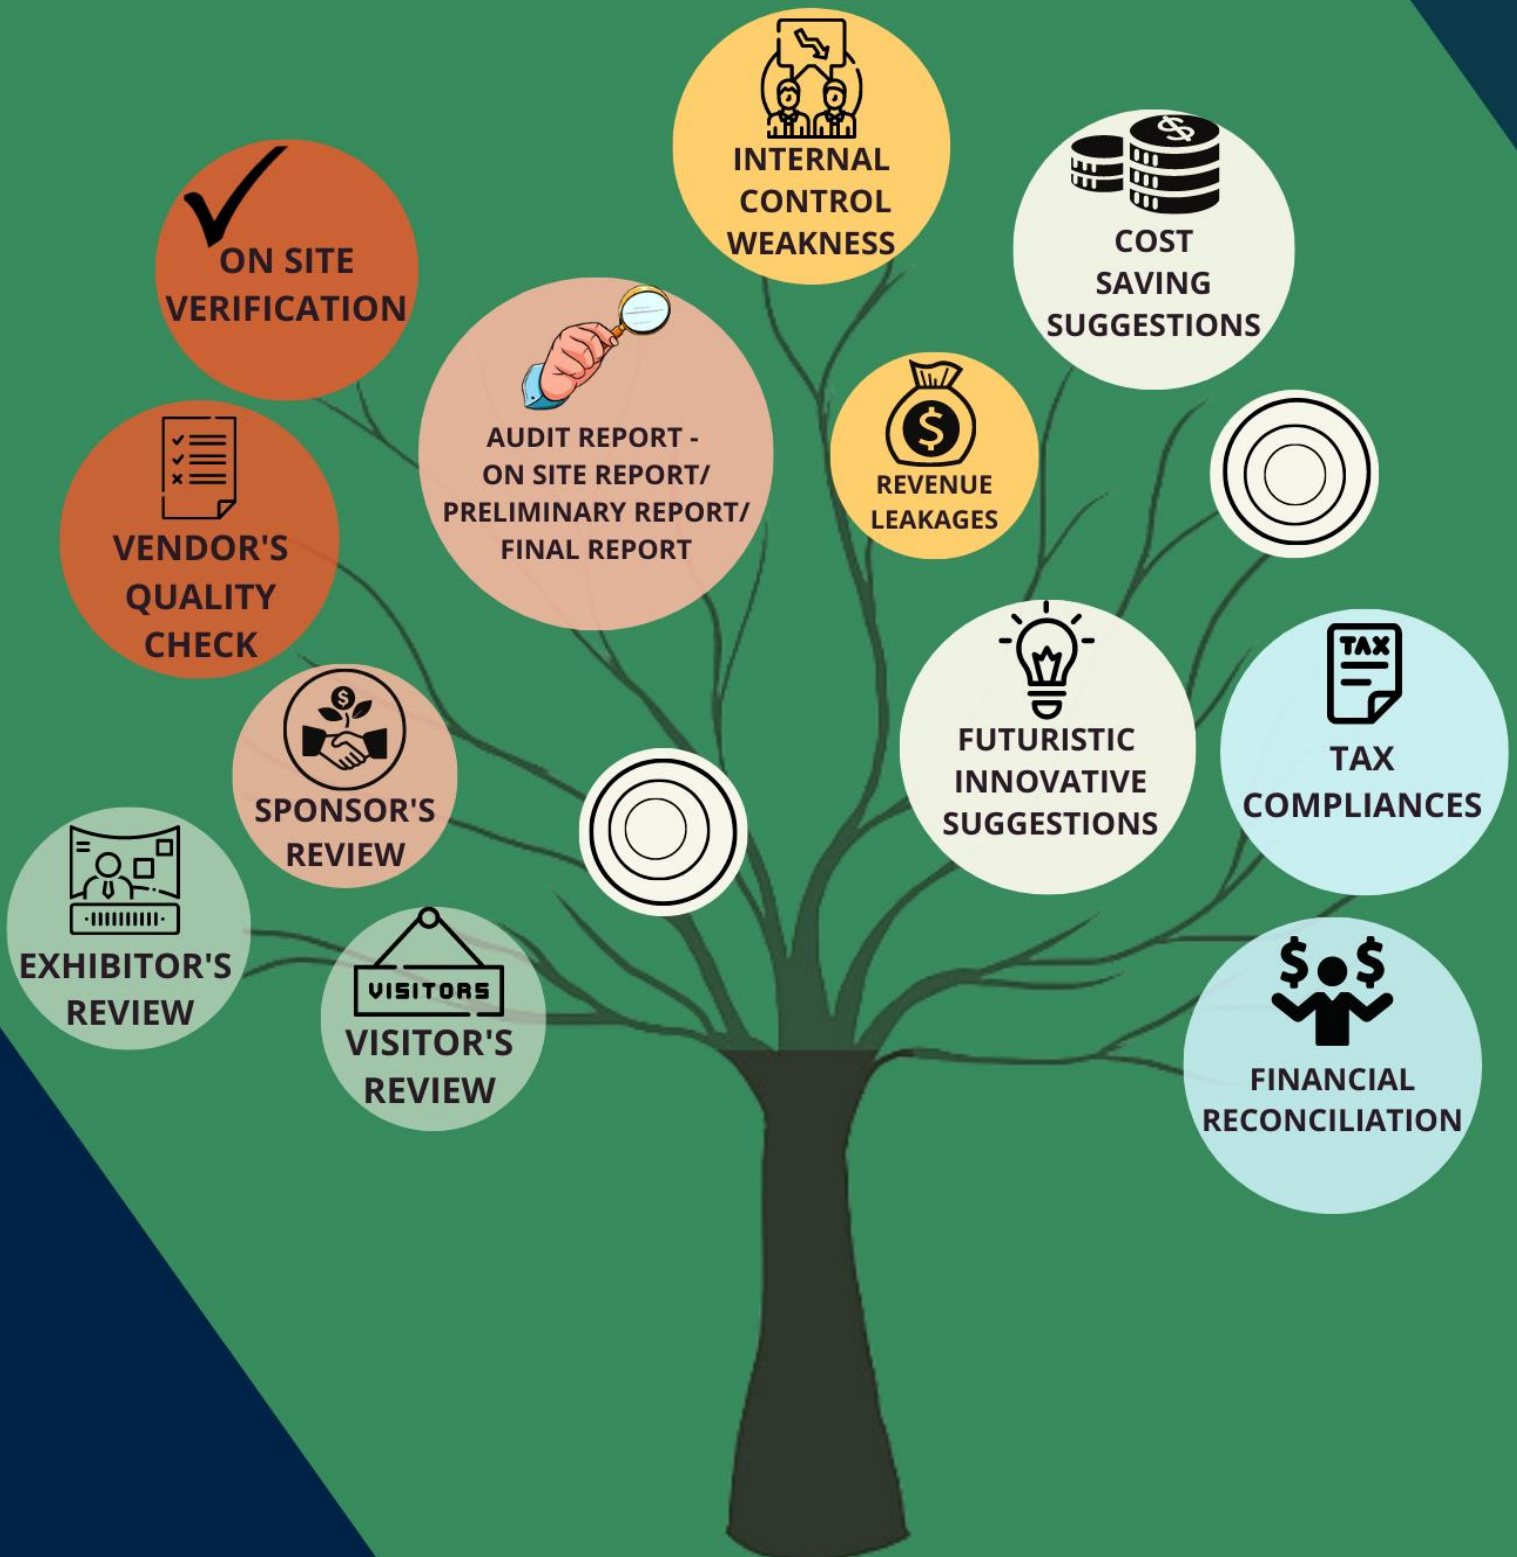 INTERNAL
CONTROL
WEAKNESS
COST
SAVING
SUGGESTIONS
ON SITE
VERIFICATION
AUDIT REPORT -
ON SITE REPORT/
PRELIMINARY REPORT/
FINAL REPORT
REVENUE
LEAKAGES
VENDOR'S
QUALITY
CHECK
SPONSOR'S
REVIEW
FUTURISTIC
INNOVATIVE
SUGGESTIONS
TAX
TAX
COMPLIANCES
EXHIBITOR'S
REVIEW
VISITORS
VISITOR'S
REVIEW
FINANCIAL
RECONCILIATION